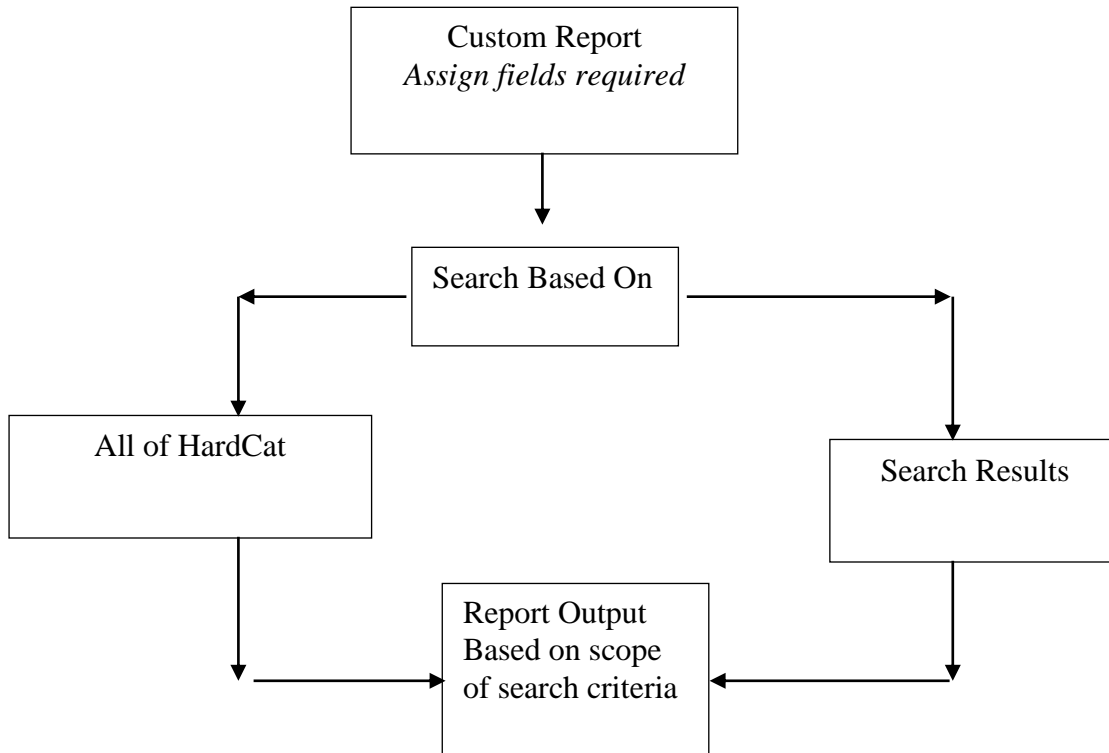 Custom Report
Assign fields required
Search Based On
All of HardCat
Search Results
Report Output
Based on scope
of search criteria